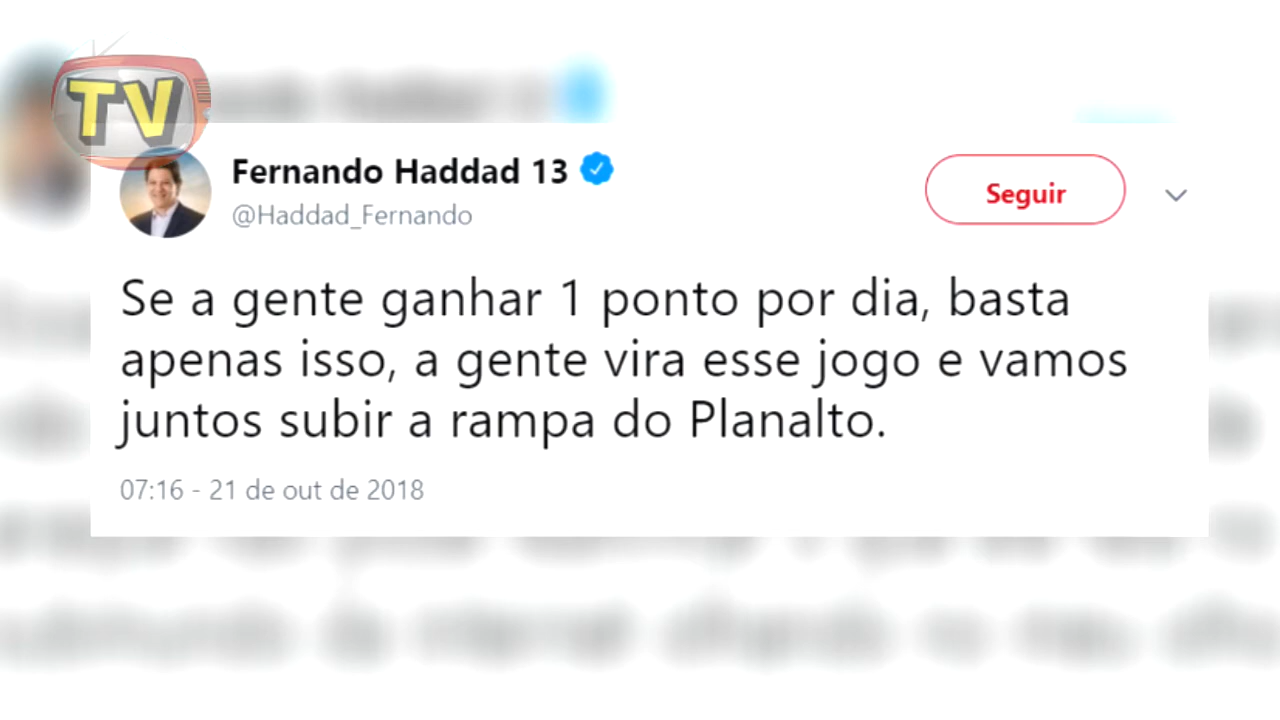 TV
Fernando Haddad 13
@Haddad_Fernando
Seguir
Se a gente ganhar 1 ponto por dia, basta
apenas isso, a gente vira esse jogo e vamos
juntos subir a rampa do Planalto.
07:16 - 21 de out de 2018